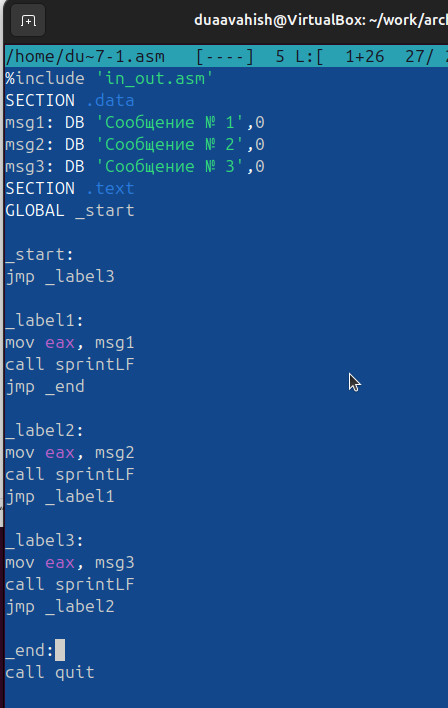 duaavahish@VirtualBox: ~/work/arc
/home/du~7-1.asm [----] 5 L:[ 1+26 27/ 2
%include 'in_out.asm'
SECTION .data
msg1: DB 'Сообщение № 1',0
msg2: DB 'Сообщение № 2',0
msg3: DB 'Сообщение № 3',0
SECTION .text
GLOBAL _start
_start:
jmp _label3
_label1:
mov eax, msg1
call sprintLF
jmp _end
_label2:
mov eax, msg2
call sprintLF
jmp _label1
_label3:
mov eax, msg3
call sprintLF
jmp _label2
_end:
call quit